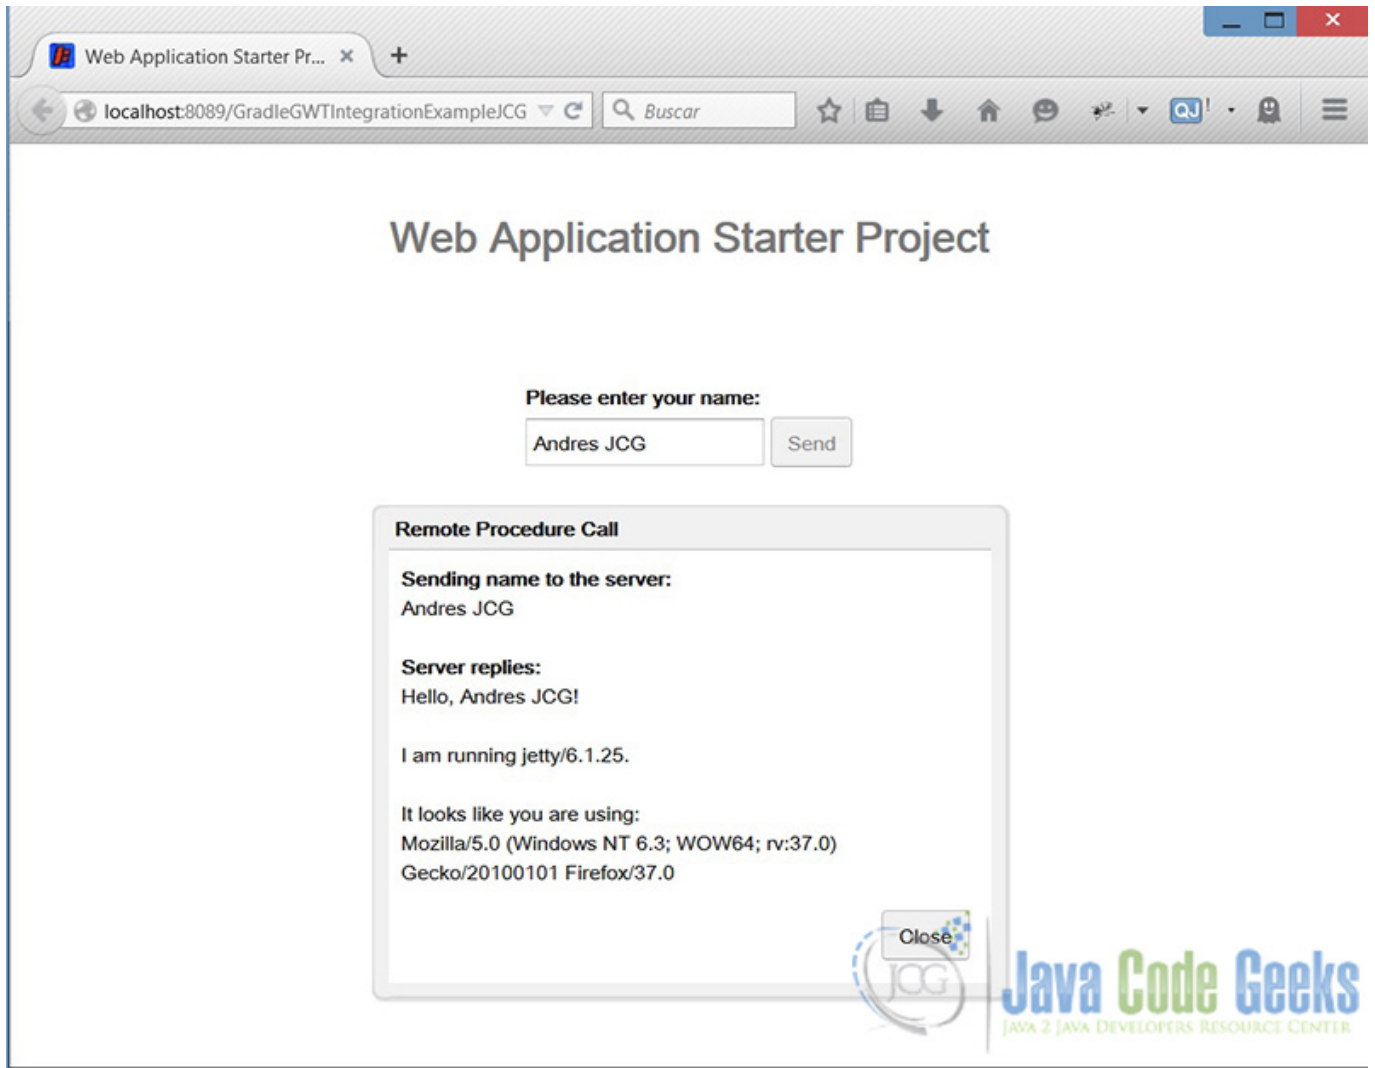 Web Application Starter Pr...
localhost:8089/GradleGWTIntegrationExampleJCG
Buscar
QJ!
Web Application Starter Project
Please enter your name:
Andres JCG
Send
Remote Procedure Call
Sending name to the server:
Andres JCG
Server replies:
Hello, Andres JCG!
I am running jetty/6.1.25.
It looks like you are using:
Mozilla/5.0 (Windows NT 6.3; WOW64; rv:37.0)
Gecko/20100101 Firefox/37.0
Close
JCG
Java Code Geeks
JAVA 2 JAVA DEVELOPERS RESOURCE CENTER